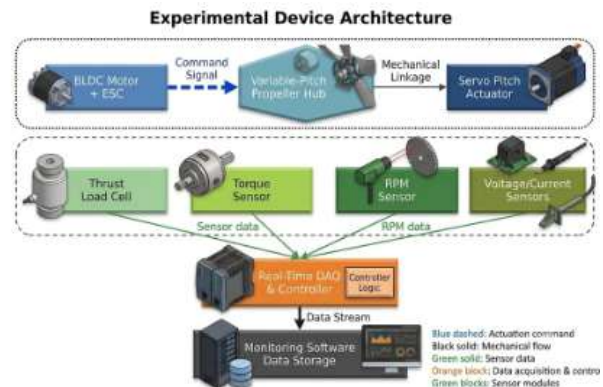 Experimental Device Architecture
BLDC Motor
+ ESC
Command
Signal
Variable-Pitch
Propeller Hub
Mechanical
Linkage
Servo Pitch
Actuator
Thrust
Load Cell
Torque
Sensor
RPM
Sensor
Voltage/Current
Sensors
Sensor data
RPM data
Real-Time DAQ
& Controller
Controller
Logic
Data Stream
Monitoring Software
Data Storage
Blue dashed: Actuation command
Black solid: Mechanical flow
Green solid: Sensor data
Orange block: Data acquisition & control
Green blocks: Sensor modules